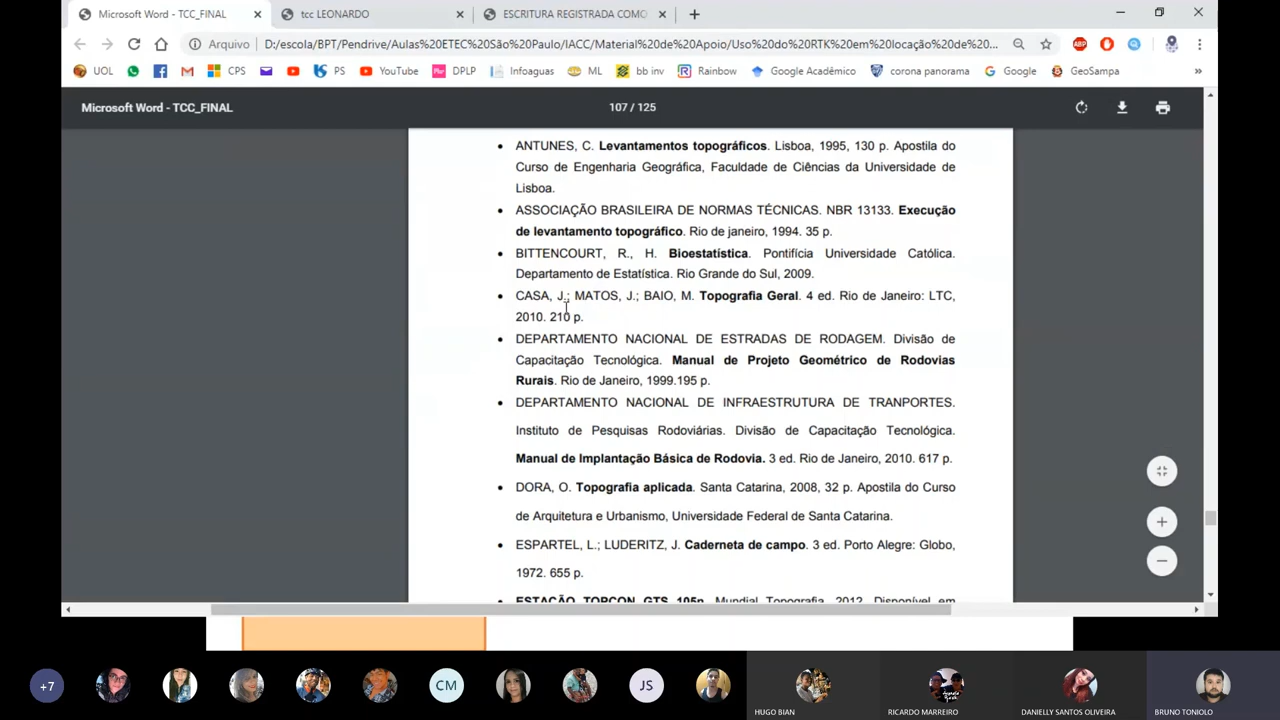 Microsoft Word - TCC_FINAL
tcc LEONARDO
ESCRITURA REGISTRADA COMO
Arquivo
D:/escola/BPT/Pendrive/Aulas%20ETEC%20São%20Paulo/IACC/Material%20de%20Apoio/Uso%20do%20RTK%20em%20locação%20de%20...
UOL
CPS
PS
YouTube
DPLP
Infoaguas
ML
bb inv
Rainbow
Google Acadêmico
corona panorama
Google
GeoSampa
»
Microsoft Word - TCC_FINAL
107 / 125
• ANTUNES, C. Levantamentos topográficos. Lisboa, 1995, 130 p. Apostila do
Curso de Engenharia Geográfica, Faculdade de Ciências da Universidade de
Lisboa.
• ASSOCIAÇÃO BRASILEIRA DE NORMAS TÉCNICAS. NBR 13133. Execução
de levantamento topográfico. Rio de janeiro, 1994. 35 p.
• BITTENCOURT, R., H. Bioestatística. Pontifícia Universidade Católica.
Departamento de Estatística. Rio Grande do Sul, 2009.
• CASA, J.; MATOS, J.; BAIO, M. Topografia Geral. 4 ed. Rio de Janeiro: LTC,
2010. 210 p.
• DEPARTAMENTO NACIONAL DE ESTRADAS DE RODAGEM. Divisão de
Capacitação Tecnológica. Manual de Projeto Geométrico de Rodovias
Rurais. Rio de Janeiro, 1999.195 p.
• DEPARTAMENTO NACIONAL DE INFRAESTRUTURA DE TRANPORTES.
Instituto de Pesquisas Rodoviárias. Divisão de Capacitação Tecnológica.
Manual de Implantação Básica de Rodovia. 3 ed. Rio de Janeiro, 2010. 617 p.
• DORA, O. Topografia aplicada. Santa Catarina, 2008, 32 p. Apostila do Curso
de Arquitetura e Urbanismo, Universidade Federal de Santa Catarina.
• ESPARTEL, L.; LUDERITZ, J. Caderneta de campo. 3 ed. Porto Alegre: Globo,
1972. 655 p.
• ESTAÇÃO TOPCON GTS 105n. Mundial Topografia, 2012. Disponível em
+7
CM
JS
HUGO BIAN
RICARDO MARREIRO
DANIELLY SANTOS OLIVEIRA
BRUNO TONIOLO